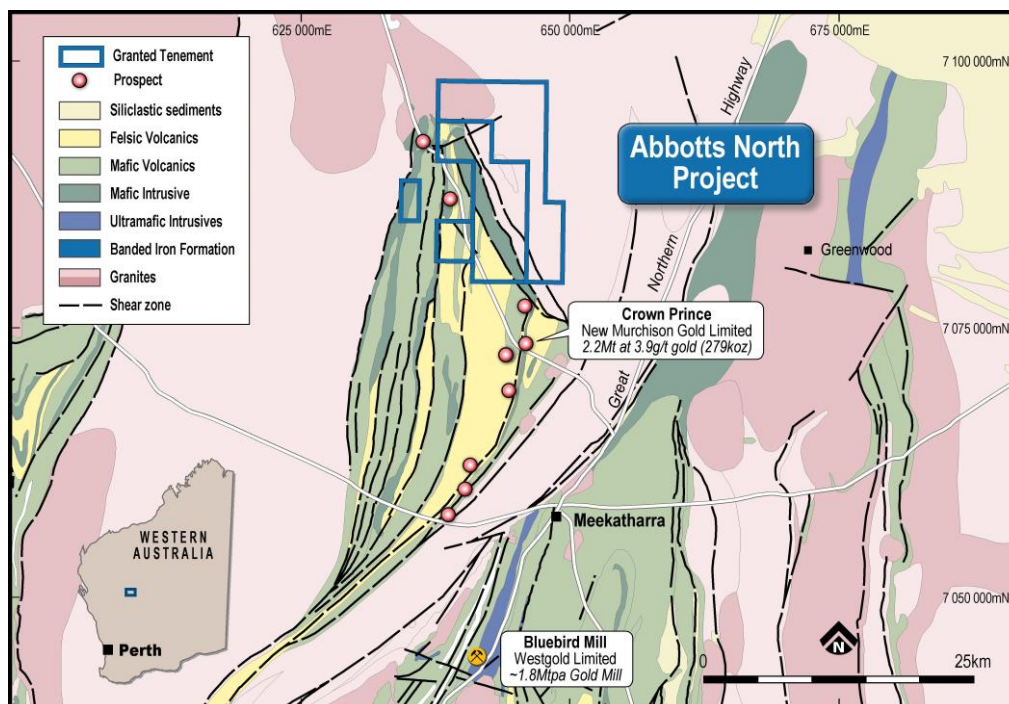 625 000mE
650 000mE
675 000mE
7 100 000mN
7 075 000mN
7 050 000mN
Granted Tenement
Prospect
Siliclastic sediments
Felsic Volcanics
Mafic Volcanics
Mafic Intrusive
Ultramafic Intrusives
Banded Iron Formation
Granites
Shear zone
Abbotts North
Project
Great Northern Highway
Greenwood
Crown Prince
New Murchison Gold Limited
2.2Mt at 3.9g/t gold (279koz)
Meekatharra
WESTERN
AUSTRALIA
Perth
Bluebird Mill
Westgold Limited
~1.8Mtpa Gold Mill
N
0
25km